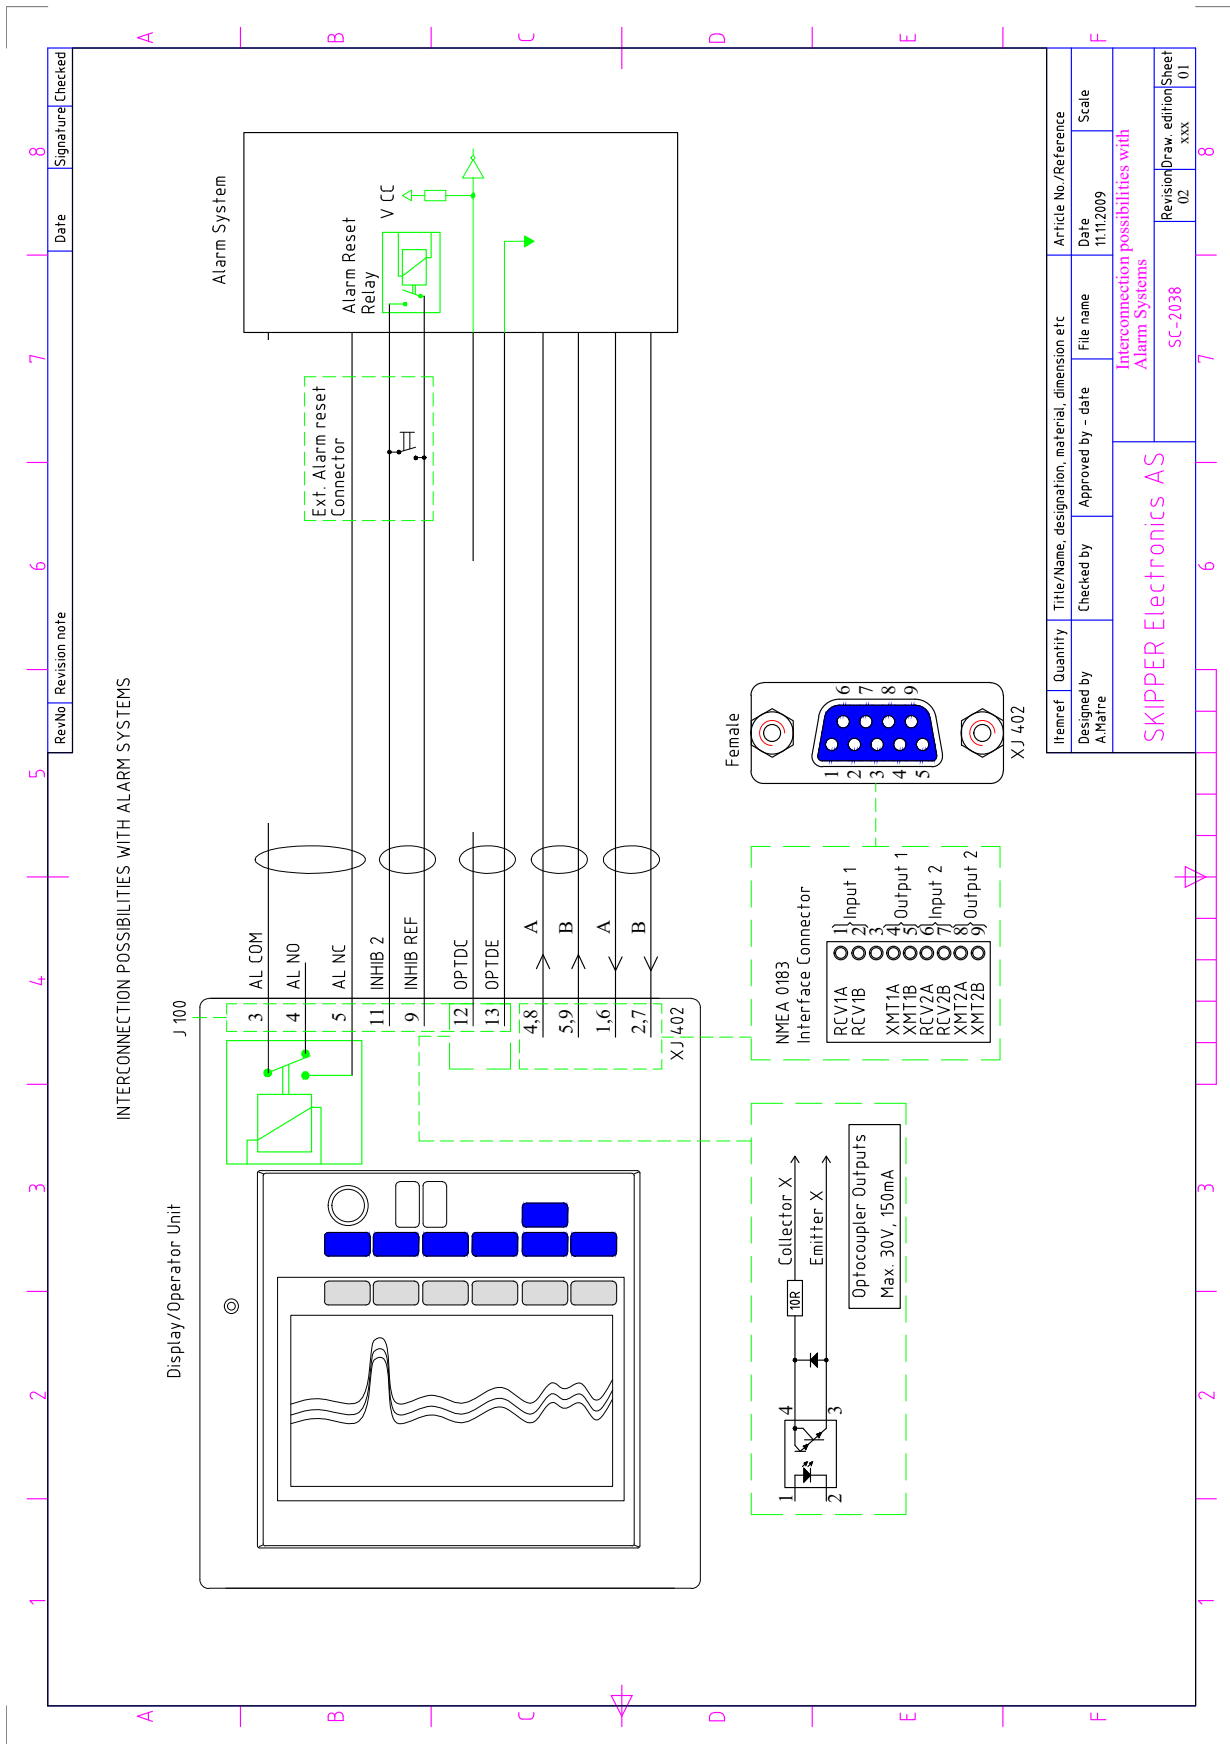 INTERCONNECTION POSSIBILITIES WITH ALARM SYSTEMS
RevNo
Revision note
Date
Signature
Checked
1
2
3
4
5
6
7
8
A
B
C
D
E
F
Display/Operator Unit
J 100
3
AL COM
4
AL NO
5
AL NC
11
INHIB 2
9
INHIB REF
12
OPTDC
13
OPTDE
4,8
A
5,9
B
1,6
A
2,7
B
XJ 402
Ext. Alarm reset
Connector
Alarm System
Alarm Reset
Relay
V CC
1
2
4
3
10R
Collector X
Emitter X
Optocoupler Outputs
Max. 30V, 150mA
NMEA 0183
Interface Connector
RCV1A 1
RCV1B 2 Input 1
3
XMT1A 4
XMT1B 5 Output 1
RCV2A 6
RCV2B 7 Input 2
XMT2A 8
XMT2B 9 Output 2
Female
1
2
3
4
5
6
7
8
9
XJ 402
Itemref
Quantity
Title/Name, designation, material, dimension etc
Article No./Reference
Designed by
A.Matre
Checked by
Approved by - date
File name
Date
11.11.2009
Scale
SKIPPER Electronics AS
Interconnection possibilities with
Alarm Systems
SC-2038
Revision
02
Draw. edition
xxx
Sheet
01
1
2
3
4
5
6
7
8
A
B
C
D
E
F